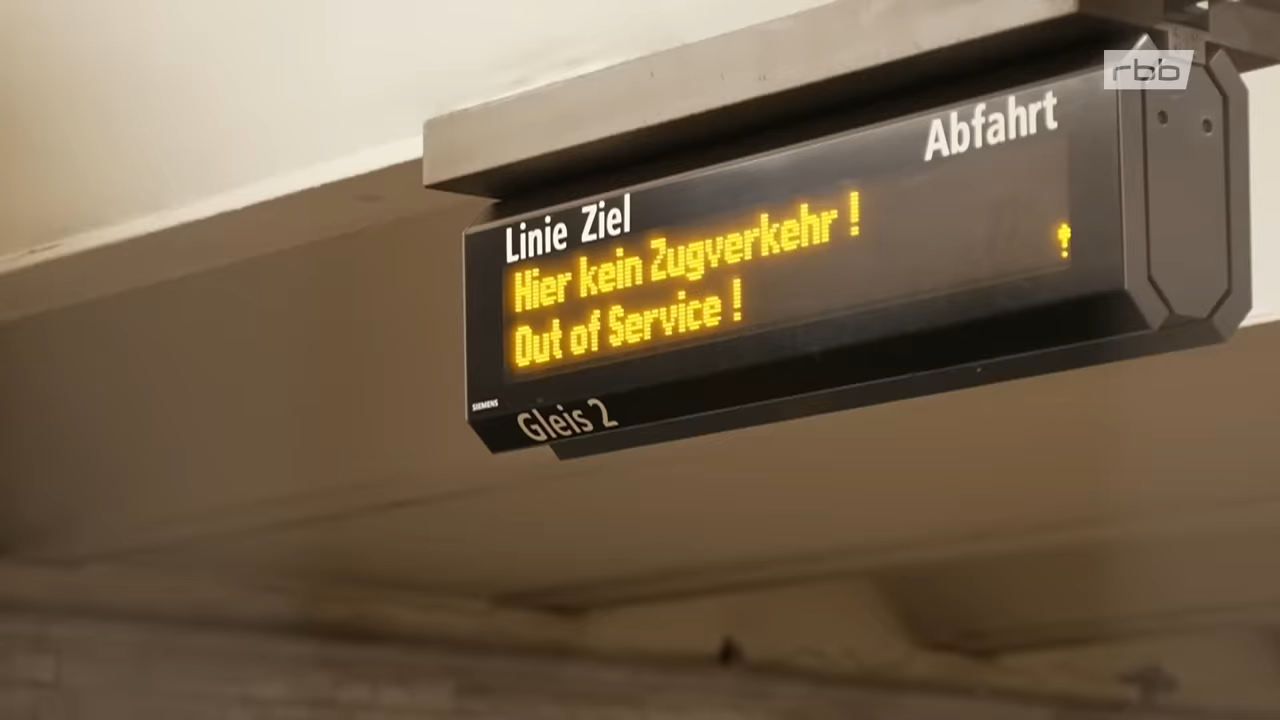 rbb
Abfahrt
Linie Ziel
Hier kein Zugverkehr !
Out of Service !
SIEMENS
Gleis 2